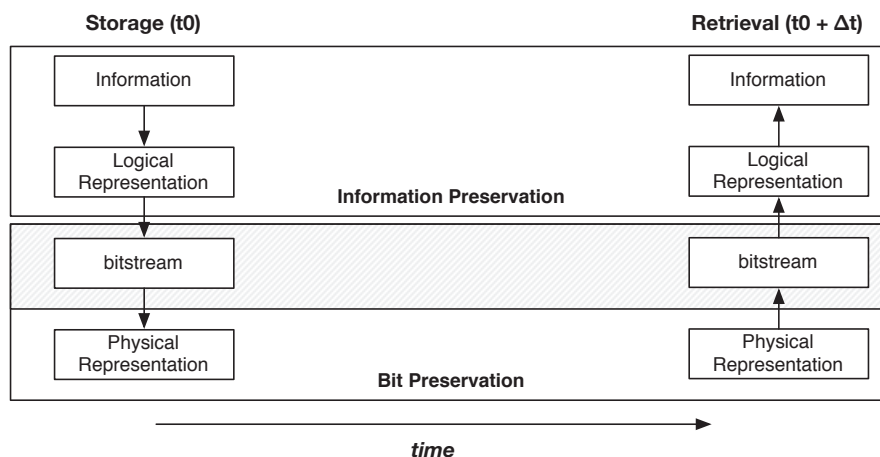 Storage (t0)
Retrieval (t0 + Δt)
Information
Information
Logical
Representation
Logical
Representation
Information Preservation
bitstream
bitstream
Physical
Representation
Physical
Representation
Bit Preservation
time